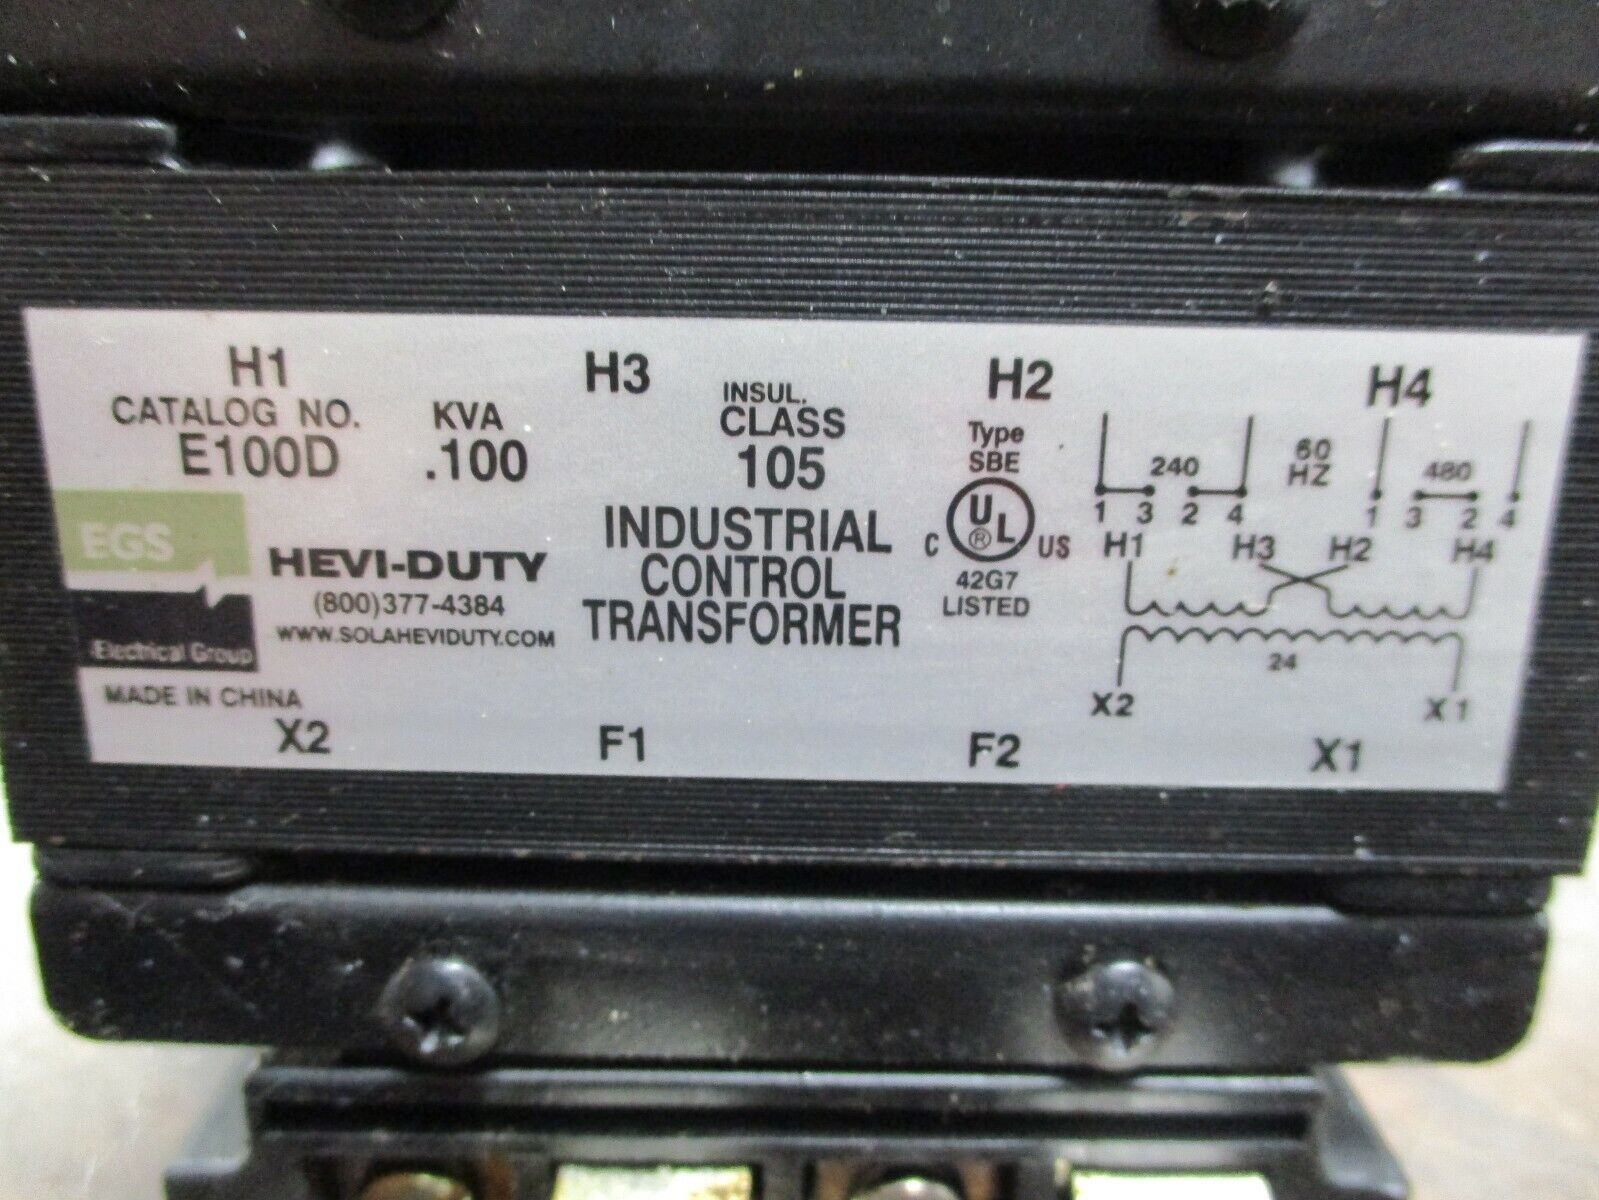 H1 H3 H2 H4
CATALOG NO. KVA INSUL. CLASS
E100D .100 105
Type
SBE
UL ®
C US
42G7
LISTED
EGS
Electrical Group
HEVI-DUTY
(800)377-4384
WWW.SOLAHEVIDUTY.COM
INDUSTRIAL
CONTROL
TRANSFORMER
MADE IN CHINA
240 60 HZ 480
1 3 2 4 1 3 2 4
H1 H3 H2 H4
24
X2 X1
X2 F1 F2 X1